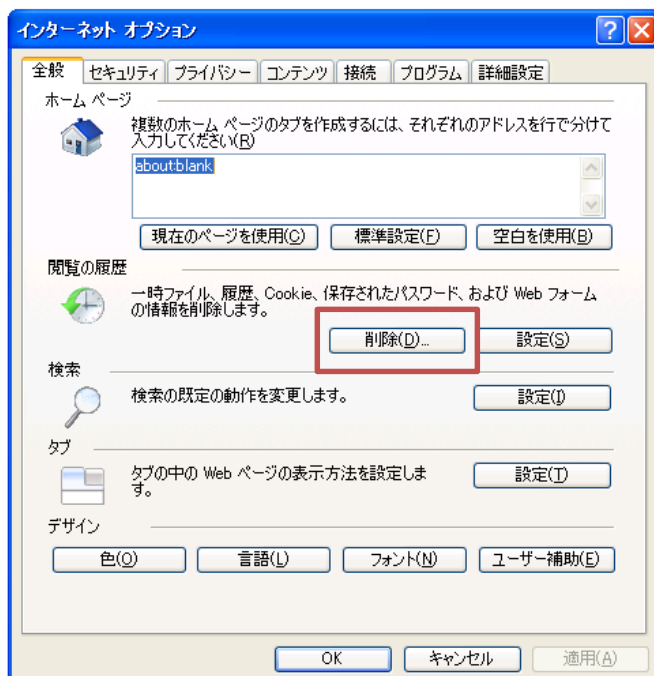 インターネット オプション
全般 セキュリティ プライバシー コンテンツ 接続 プログラム 詳細設定
ホーム ページ
複数のホーム ページのタブを作成するには、それぞれのアドレスを行で分けて
入力してください(R)
about:blank
現在のページを使用(C) 標準設定(F) 空白を使用(B)
閲覧の履歴
一時ファイル、履歴、Cookie、保存されたパスワード、および Web フォーム
の情報を削除します。
削除(D)... 設定(S)
検索
検索の既定の動作を変更します。 設定(I)
タブ
タブの中の Web ページの表示方法を設定しま
す。
設定(T)
デザイン
色(O) 言語(L) フォント(N) ユーザー補助(E)
OK キャンセル 適用(A)